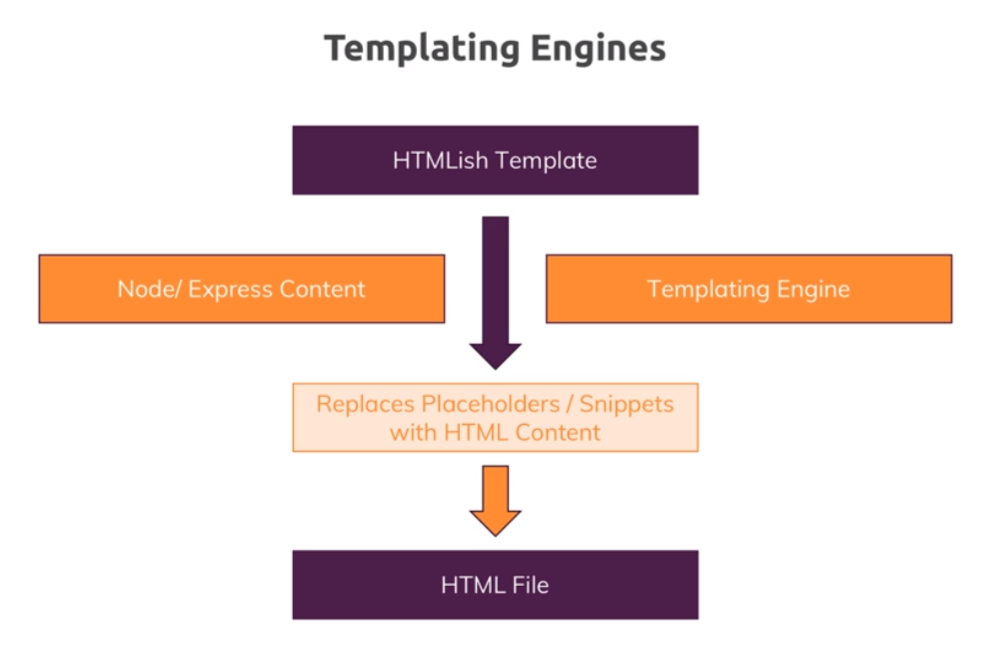 Templating Engines
HTMLish Template
Node/ Express Content
Templating Engine
Replaces Placeholders / Snippets
with HTML Content
HTML File